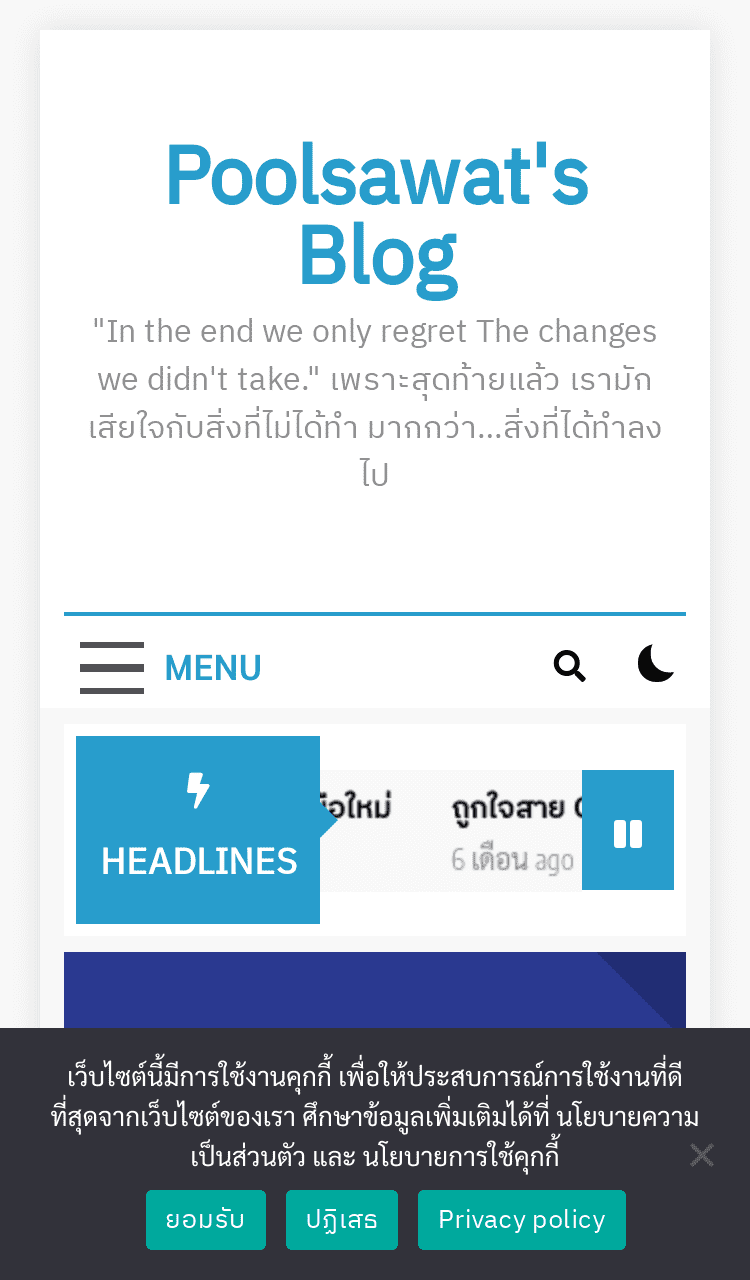 Poolsawat's
Blog
"In the end we only regret The changes
we didn't take." เพราะสุดท้ายแล้ว เรามัก
เสียใจกับสิ่งที่ไม่ได้ทำ มากกว่า...สิ่งที่ได้ทำลง
ไป
MENU
HEADLINES
ถูกใจสาย
6 เดือน ago
เว็บไซต์นี้มีการใช้งานคุกกี้ เพื่อให้ประสบการณ์การใช้งานที่ดี
ที่สุดจากเว็บไซต์ของเรา ศึกษาข้อมูลเพิ่มเติมได้ที่ นโยบายความ
เป็นส่วนตัว และ นโยบายการใช้คุกกี้
ยอมรับ
ปฏิเสธ
Privacy policy